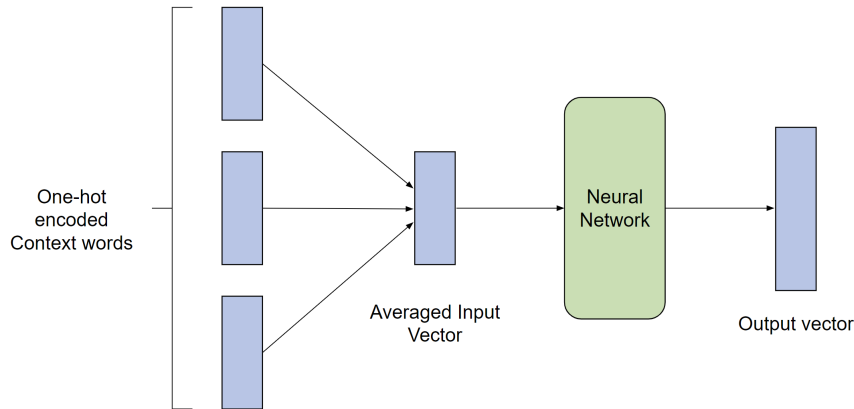 One-hot
encoded
Context words
Averaged Input
Vector
Neural
Network
Output vector